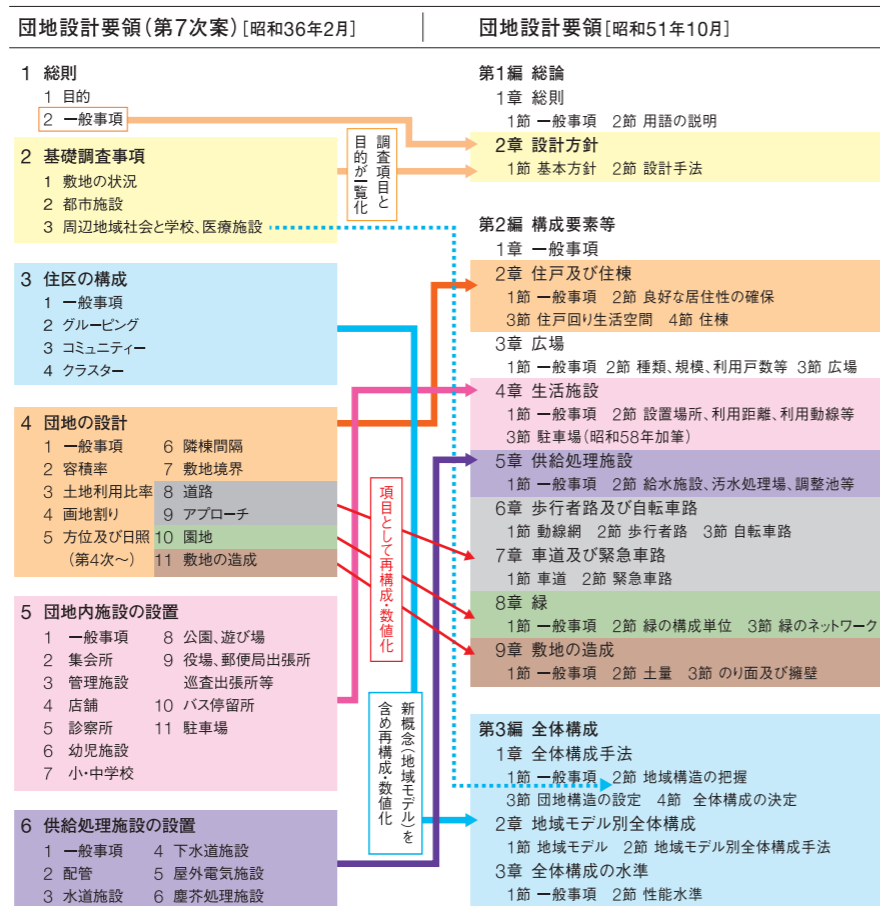 団地設計要領(第7次案)[昭和36年2月]
1 総則
1 目的
2 一般事項
2 基礎調査事項
1 敷地の状況
2 都市施設
3 周辺地域社会と学校、医療施設
3 住区の構成
1 一般事項
2 グルーピング
3 コミュニティー
4 クラスター
4 団地の設計
1 一般事項
2 容積率
3 土地利用比率
4 画地割り
5 方位及び日照
(第4次〜)
6 隣棟間隔
7 敷地境界
8 道路
9 アプローチ
10 園地
11 敷地の造成
5 団地内施設の設置
1 一般事項
2 集会所
3 管理施設
4 店舗
5 診察所
6 幼児施設
7 小・中学校
8 公園、遊び場
9 役場、郵便局出張所
巡査出張所等
10 バス停留所
11 駐車場
6 供給処理施設の設置
1 一般事項
2 配管
3 水道施設
4 下水道施設
5 屋外電気施設
6 塵芥処理施設
調査項目と
目的が一覧化
項目として再構成・数値化
新概念(地域モデル)を
含め再構成・数値化
団地設計要領[昭和51年10月]
第1編 総論
1章 総則
1節 一般事項 2節 用語の説明
2章 設計方針
1節 基本方針 2節 設計手法
第2編 構成要素等
1章 一般事項
2章 住戸及び住棟
1節 一般事項 2節 良好な居住性の確保
3節 住戸回り生活空間 4節 住棟
3章 広場
1節 一般事項 2節 種類、規模、利用戸数等 3節 広場
4章 生活施設
1節 一般事項 2節 設置場所、利用距離、利用動線等
3節 駐車場(昭和58年加筆)
5章 供給処理施設
1節 一般事項 2節 給水施設、汚水処理場、調整池等
6章 歩行者路及び自転車路
1節 動線網 2節 歩行者路 3節 自転車路
7章 車道及び緊急車路
1節 車道 2節 緊急車路
8章 緑
1節 一般事項 2節 緑の構成単位 3節 緑のネットワーク
9章 敷地の造成
1節 一般事項 2節 土量 3節 のり面及び擁壁
第3編 全体構成
1章 全体構成手法
1節 一般事項 2節 地域構造の把握
3節 団地構造の設定 4節 全体構成の決定
2章 地域モデル別全体構成
1節 地域モデル 2節 地域モデル別全体構成手法
3章 全体構成の水準
1節 一般事項 2節 性能水準